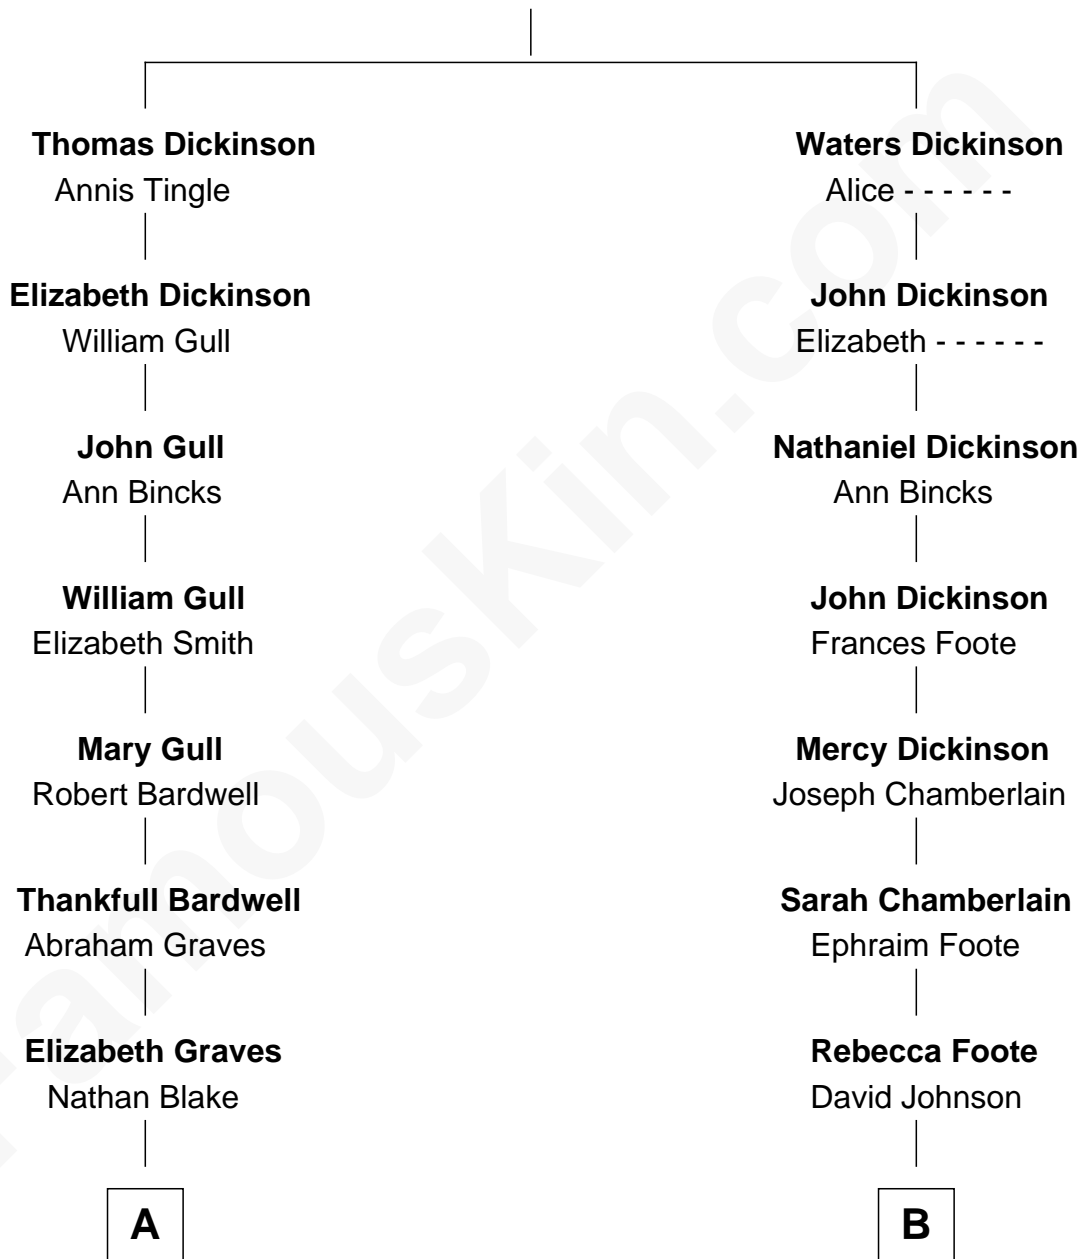 Thomas Dickinson
Annis Tingle
Elizabeth Dickinson
William Gull
John Gull
Ann Bincks
William Gull
Elizabeth Smith
Mary Gull
Robert Bardwell
Thankfull Bardwell
Abraham Graves
Elizabeth Graves
Nathan Blake
A
Waters Dickinson
Alice - - - - - -
John Dickinson
Elizabeth - - - - - -
Nathaniel Dickinson
Ann Bincks
John Dickinson
Frances Foote
Mercy Dickinson
Joseph Chamberlain
Sarah Chamberlain
Ephraim Foote
Rebecca Foote
David Johnson
B
FamousKin.com